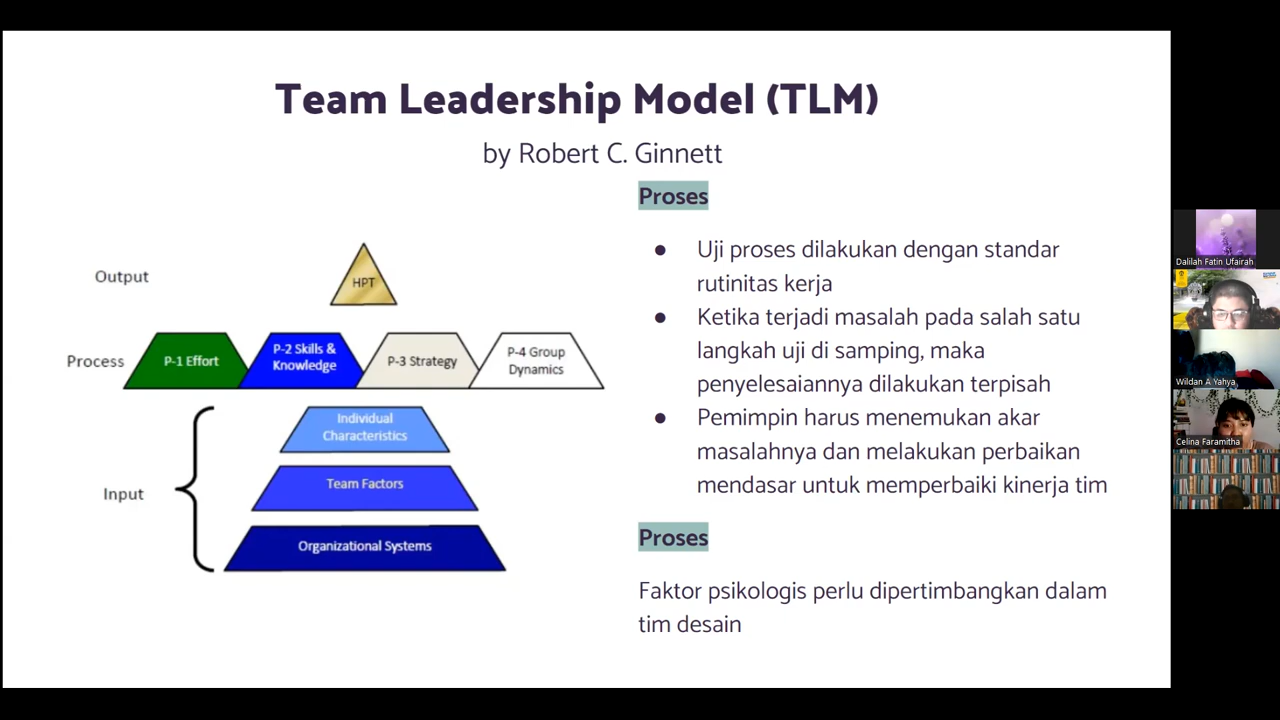 Team Leadership Model (TLM)
by Robert C. Ginnett
Output
HPT
Process
P-1 Effort
P-2 Skills &
Knowledge
P-3 Strategy
P-4 Group
Dynamics
Input
Individual
Characteristics
Team Factors
Organizational Systems
Proses
● Uji proses dilakukan dengan standar
rutinitas kerja
● Ketika terjadi masalah pada salah satu
langkah uji di samping, maka
penyelesaiannya dilakukan terpisah
● Pemimpin harus menemukan akar
masalahnya dan melakukan perbaikan
mendasar untuk memperbaiki kinerja tim
Proses
Faktor psikologis perlu dipertimbangkan dalam
tim desain
Dalilah Fatin Ufairah
Wildan A Yahya
Celina Faramitha